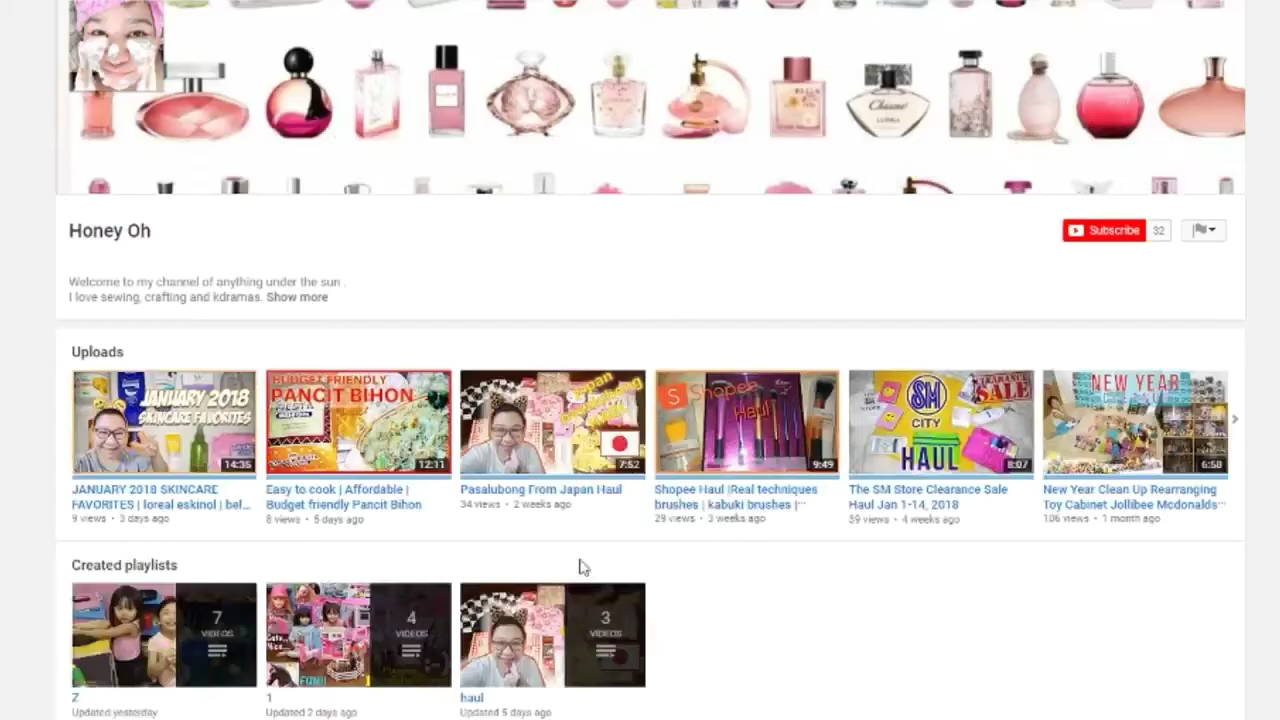 Honey Oh
Subscribe 32
Welcome to my channel of anything under the sun .
I love sewing, crafting and kdramas. Show more
Uploads
JANUARY 2018
SKINCARE FAVORITES
14:35
BUDGET FRIENDLY
PANCIT BIHON
12:11
7:52
Shopee
Haul
9:49
SM
CITY
HAUL
CLEARANCE
SALE
8:07
NEW YEAR
6:58
JANUARY 2018 SKINCARE
FAVORITES | loreal eskinol | bel...
9 views • 3 days ago
Easy to cook | Affordable |
Budget friendly Pancit Bihon
8 views • 5 days ago
Pasalubong From Japan Haul
34 views • 2 weeks ago
Shopee Haul |Real techniques
brushes | kabuki brushes |...
29 views • 3 weeks ago
The SM Store Clearance Sale
Haul Jan 1-14, 2018
59 views • 4 weeks ago
New Year Clean Up Rearranging
Toy Cabinet Jollibee Mcdonalds...
106 views • 1 month ago
Created playlists
7
VIDEOS
4
VIDEOS
3
VIDEOS
Z
Updated yesterday
1
Updated 2 days ago
haul
Updated 5 days ago